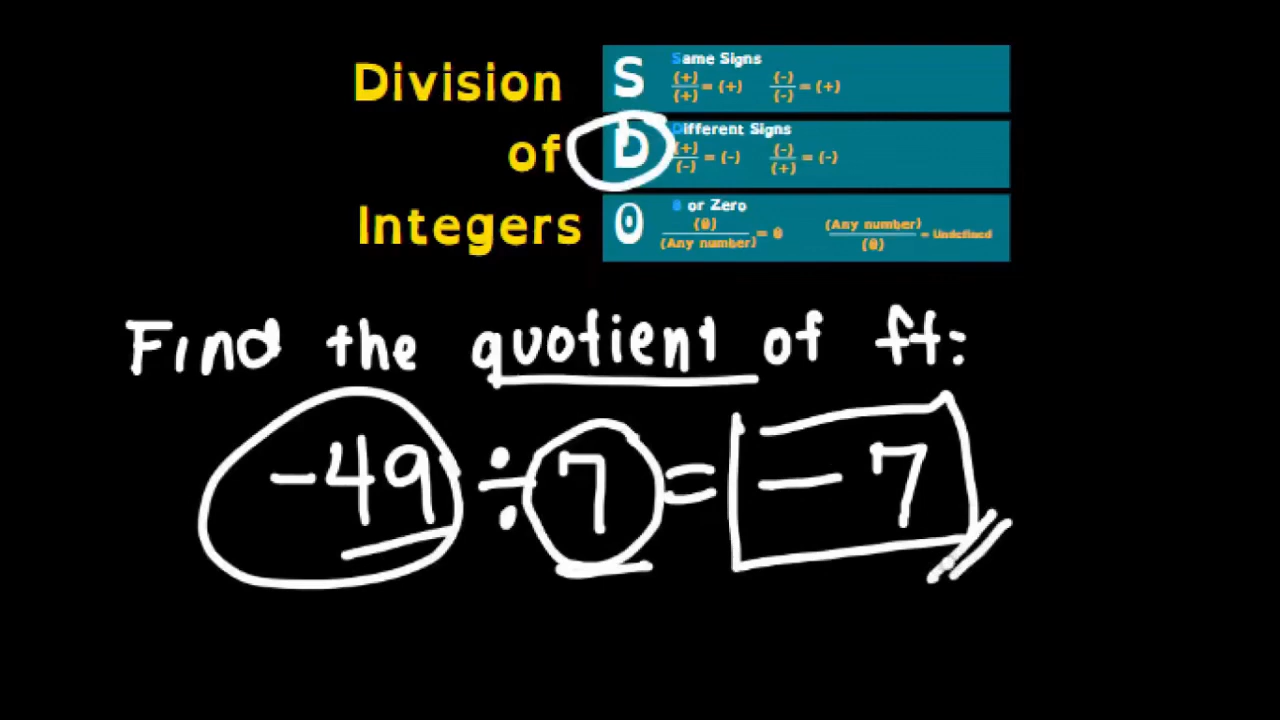 Division
of
Integers
S
Same Signs
(+)/(+) = (+) (-)/(-) = (+)
D
Different Signs
(+)/(-) = (-) (-)/(+) = (-)
0
0 or Zero
(0)/(Any number) = 0 (Any number)/(0) = Undefined
Find the quotient of ft:
-49 ÷ 7 = - 7